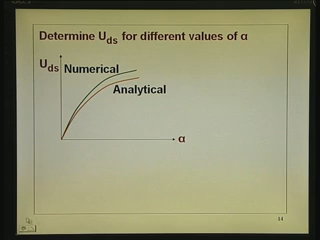 Determine Uds for different values of α
Uds
Numerical
Analytical
α
14